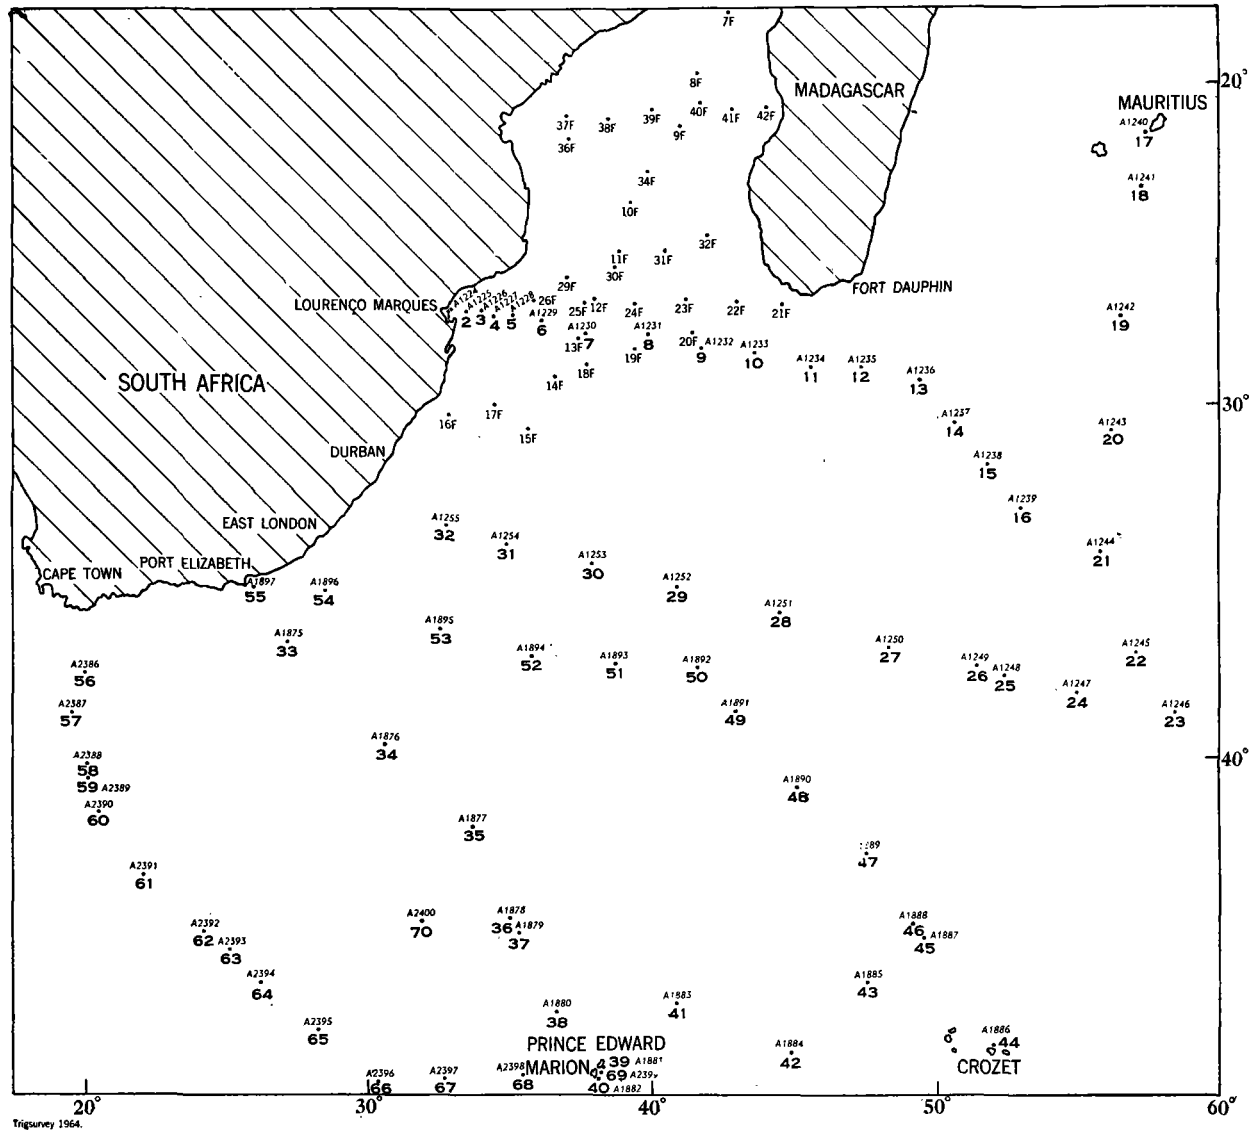 7F
8F
20°
MADAGASCAR
MAURITIUS
40F
39F
41F
42F
37F
38F
9F
A1240
17
36F
34F
A1241
18
10F
32F
11F
31F
30F
29F
FORT DAUPHIN
LOURENÇO MARQUES
A1224
A1225
A1226
A1227
A1228
26F
25F
12F
24F
23F
22F
21F
2
3
4
5
A1229
6
A1242
19
A1230
7
A1231
8
13F
19F
20F
A1232
9
A1233
10
18F
14F
A1234
11
A1235
12
A1236
13
SOUTH AFRICA
30°
16F
17F
15F
A1237
14
A1243
20
DURBAN
A1238
15
A1239
16
EAST LONDON
A1255
32
A1254
31
A1244
21
PORT ELIZABETH
CAPE TOWN
A1253
30
A1897
55
A1896
54
A1252
29
A1251
28
A1895
53
A1875
33
A1250
27
A1245
22
A1894
52
A1893
51
A1892
50
A1249
26
A1248
25
A2386
56
A1247
24
A1246
23
A2387
57
A1891
49
A1876
34
40°
A2388
58
59
A2389
A1890
48
A2390
60
A1877
35
47
A2391
61
A2400
70
A1878
36
A1879
37
A1888
46
45
A1887
A2392
62
A2393
63
A2394
64
A1885
43
A1883
41
A1880
38
A2395
65
PRINCE EDWARD
MARION
39
A1881
69
40
A1882
A1884
42
A1886
44
CROZET
A2396
66
A2397
67
A2398
68
20°
30°
40°
50°
60°
Trigsurvey 1964.